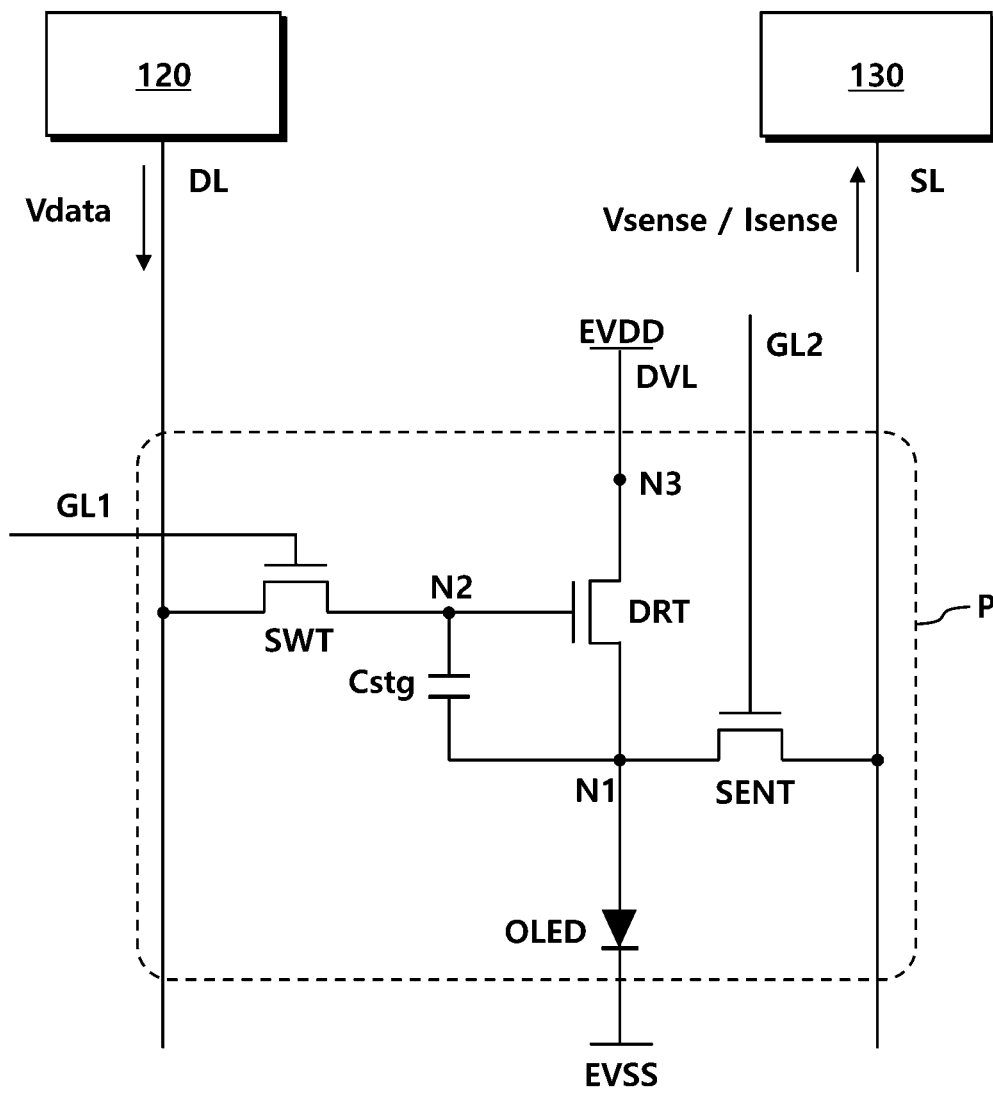 120
130
DL
SL
Vdata
Vsense / Isense
EVDD
GL2
DVL
N3
GL1
N2
DRT
P
SWT
Cstg
N1
SENT
OLED
EVSS